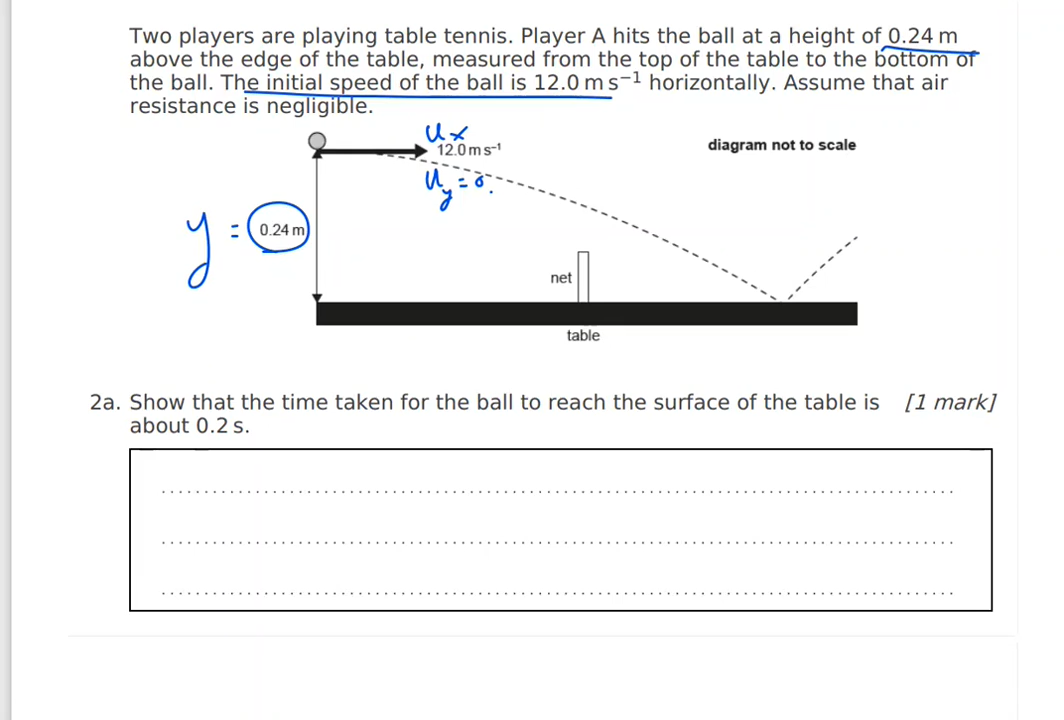 Two players are playing table tennis. Player A hits the ball at a height of 0.24 m
above the edge of the table, measured from the top of the table to the bottom of
the ball. The initial speed of the ball is 12.0 m s⁻¹ horizontally. Assume that air
resistance is negligible.
Ux
12.0 m s⁻¹
diagram not to scale
Uy = 0.
y = 0.24 m
net
table
2a. Show that the time taken for the ball to reach the surface of the table is [1 mark]
about 0.2 s.